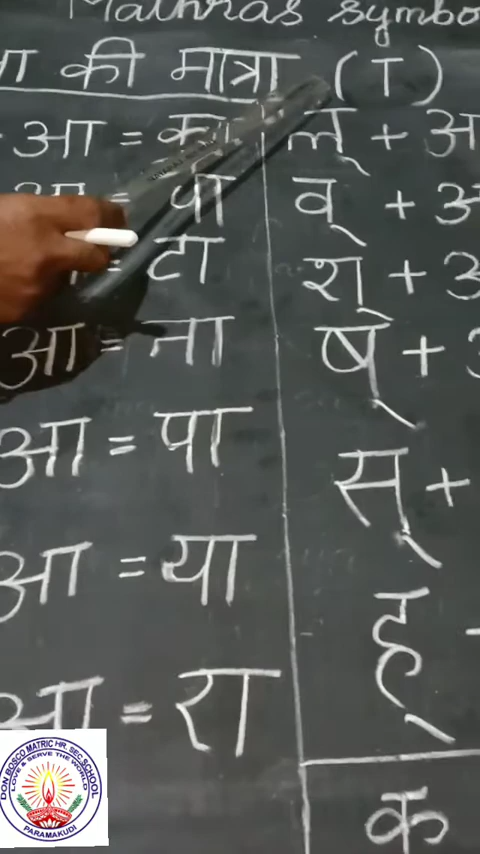 Mathras symbo
आ की मात्रा ( ा )
आ = का
= पा
= टा
आ = ना
आ = पा
आ = या
आ = रा
ल् + अ
व् +
श् +
ष् +
स् +
ह्
क
DON BOSCO MATRIC HR. SEC SCHOOL
LOVE & SERVE THE WORLD
PARAMAKUDI